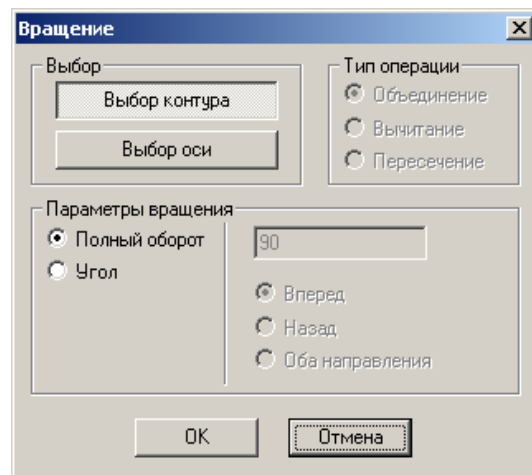 Вращение
Выбор
Выбор контура
Выбор оси
Тип операции
Объединение
Вычитание
Пересечение
Параметры вращения
Полный оборот
Угол
90
Вперед
Назад
Оба направления
OK
Отмена